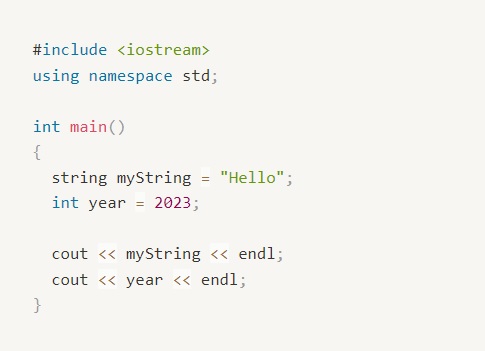 #include <iostream>
using namespace std;

int main()
{
  string myString = "Hello";
  int year = 2023;

  cout << myString << endl;
  cout << year << endl;
}